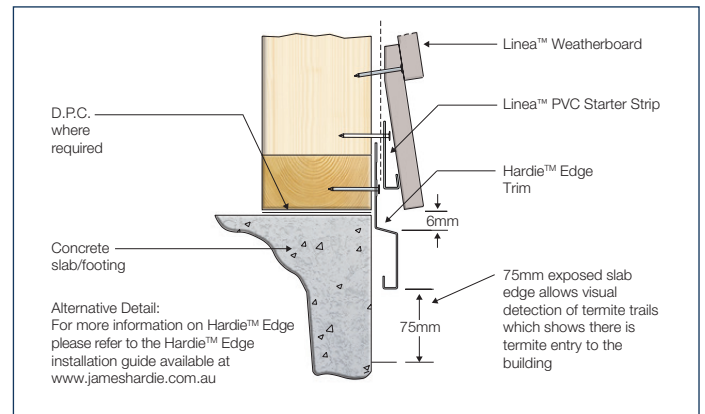 Linea™ Weatherboard
D.P.C.
where
required
Linea™ PVC Starter Strip
Hardie™ Edge
Trim
6mm
Concrete
slab/footing
75mm exposed slab
edge allows visual
detection of termite trails
which shows there is
termite entry to the
building
75mm
Alternative Detail:
For more information on Hardie™ Edge
please refer to the Hardie™ Edge
installation guide available at
www.jameshardie.com.au